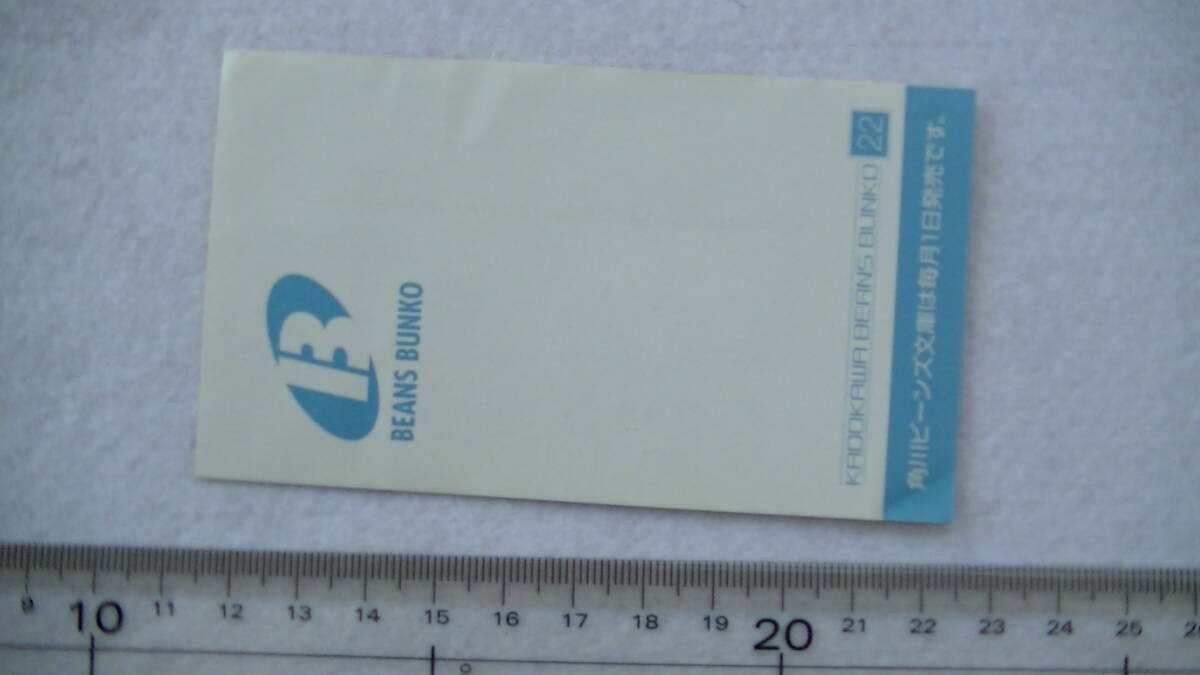 BEANS BUNKO
KADOKAWA BEANS BUNKO 22
角川ビーンズ文庫は毎月1日発売です。
9 10 11 12 13 14 15 16 17 18 19 20 21 22 23 24 25